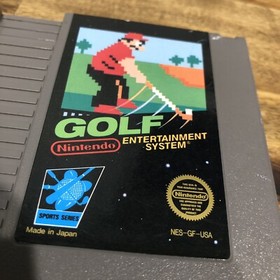 GOLF
Nintendo
ENTERTAINMENT
SYSTEM®
SPORTS SERIES
Made in Japan
NES-GF-USA